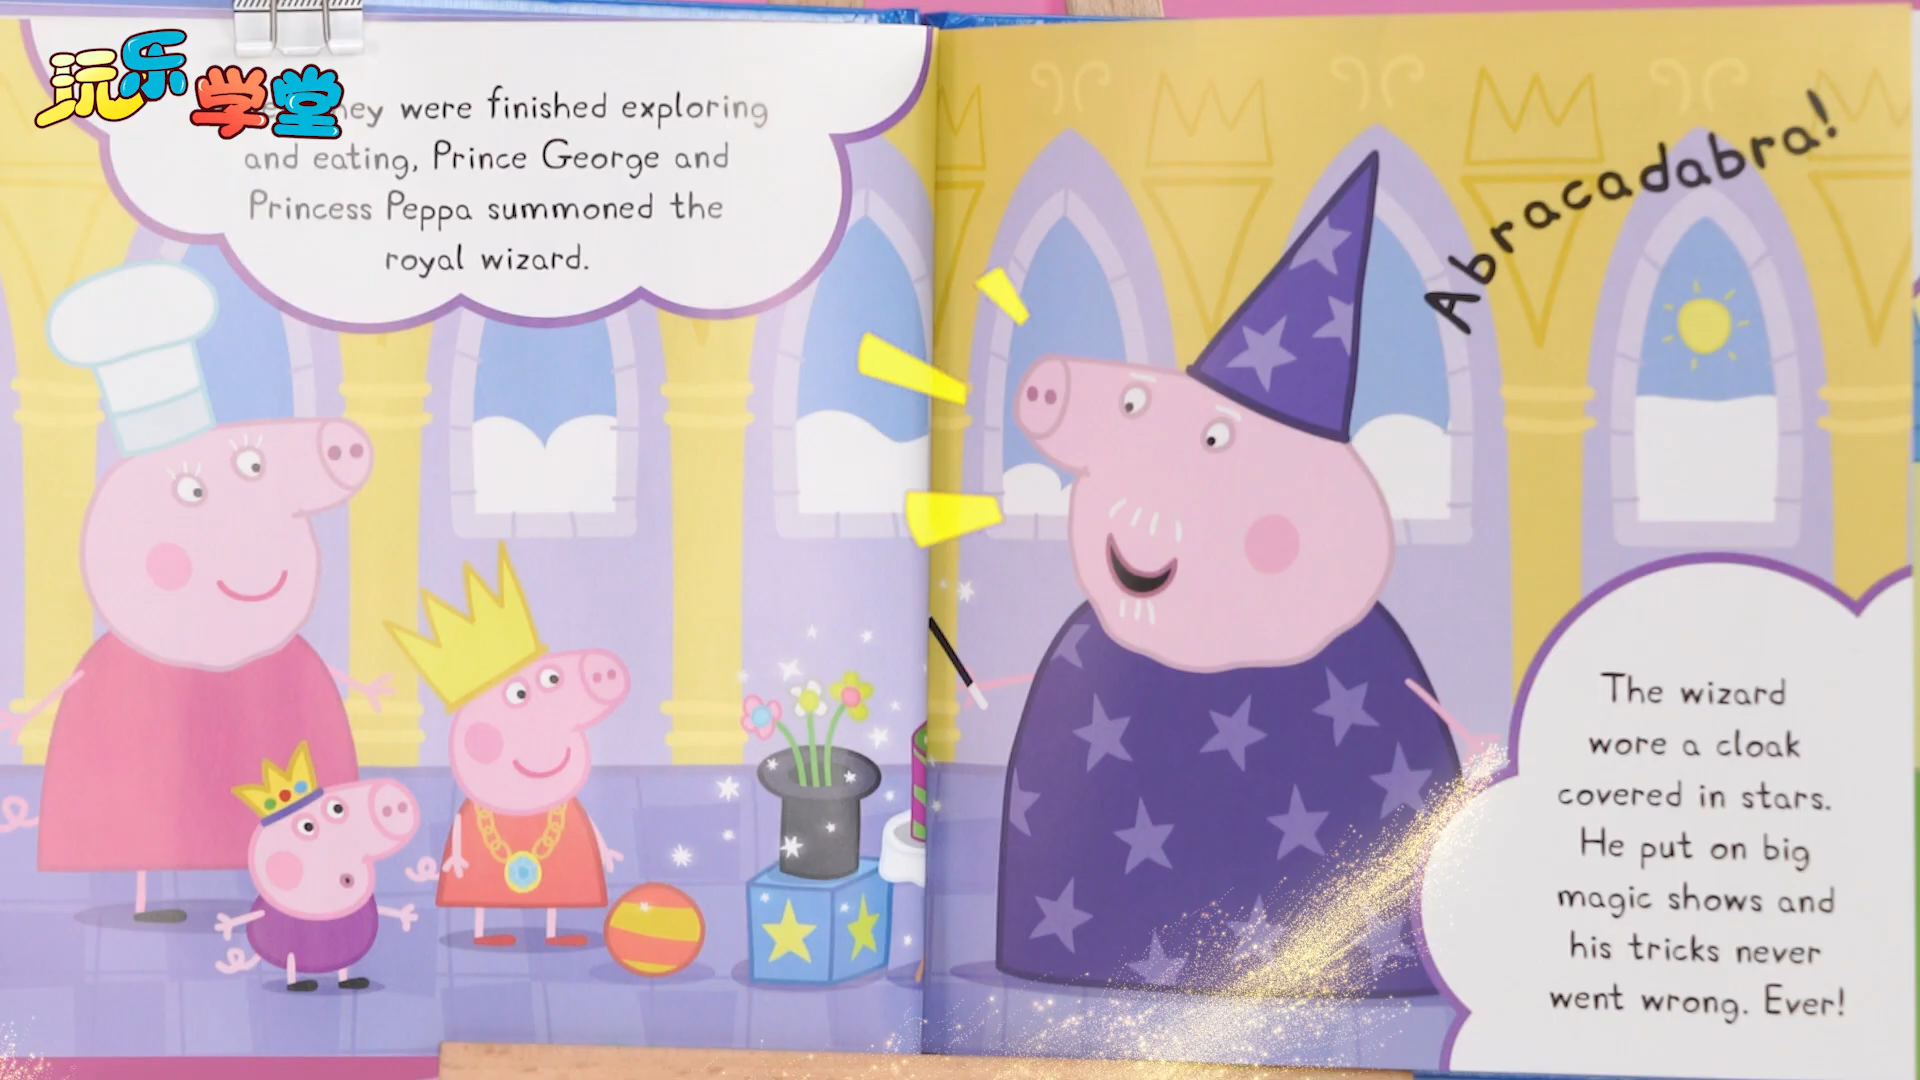 玩乐学堂
were finished exploring
and eating, Prince George and
Princess Peppa summoned the
royal wizard.
Abracadabra!
The wizard
wore a cloak
covered in stars.
He put on big
magic shows and
his tricks never
went wrong. Ever!